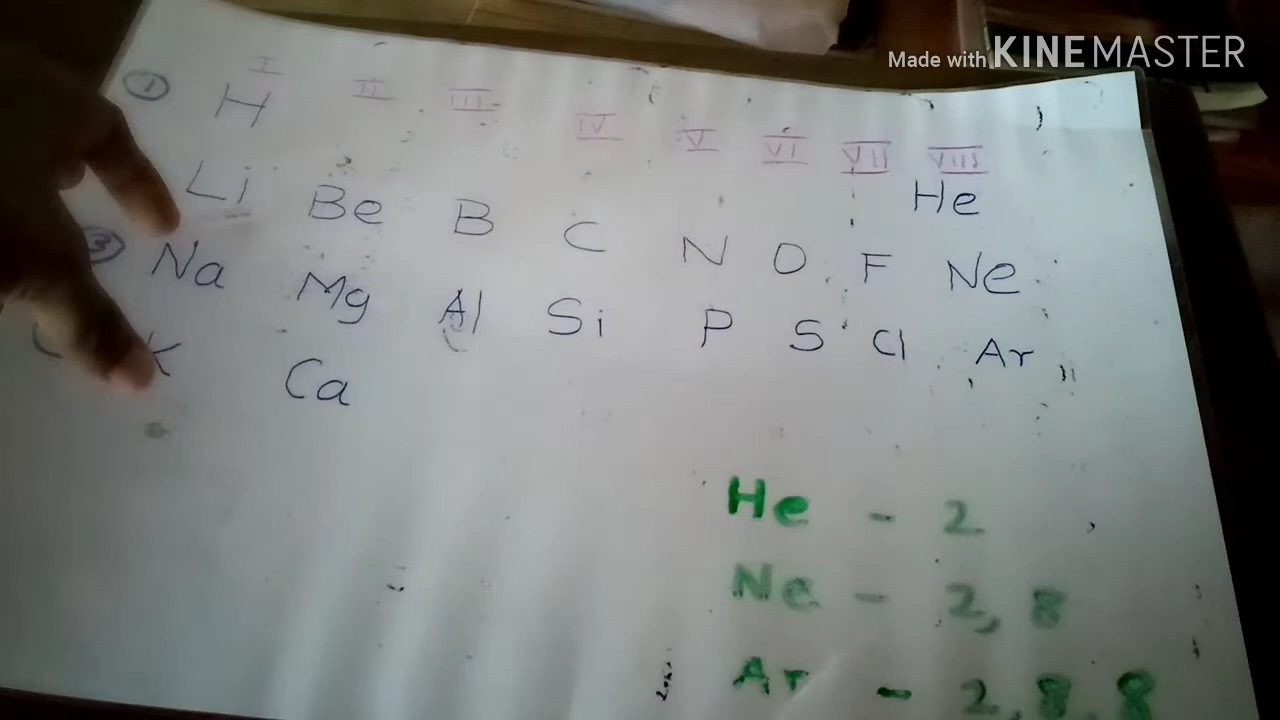 Made with KINEMASTER
I II III IV V VI VII VIII
1 H He
Li Be B C N O F Ne
3 Na Mg Al Si P S Cl Ar
K Ca
He - 2
Ne - 2, 8
Ar - 2, 8, 8